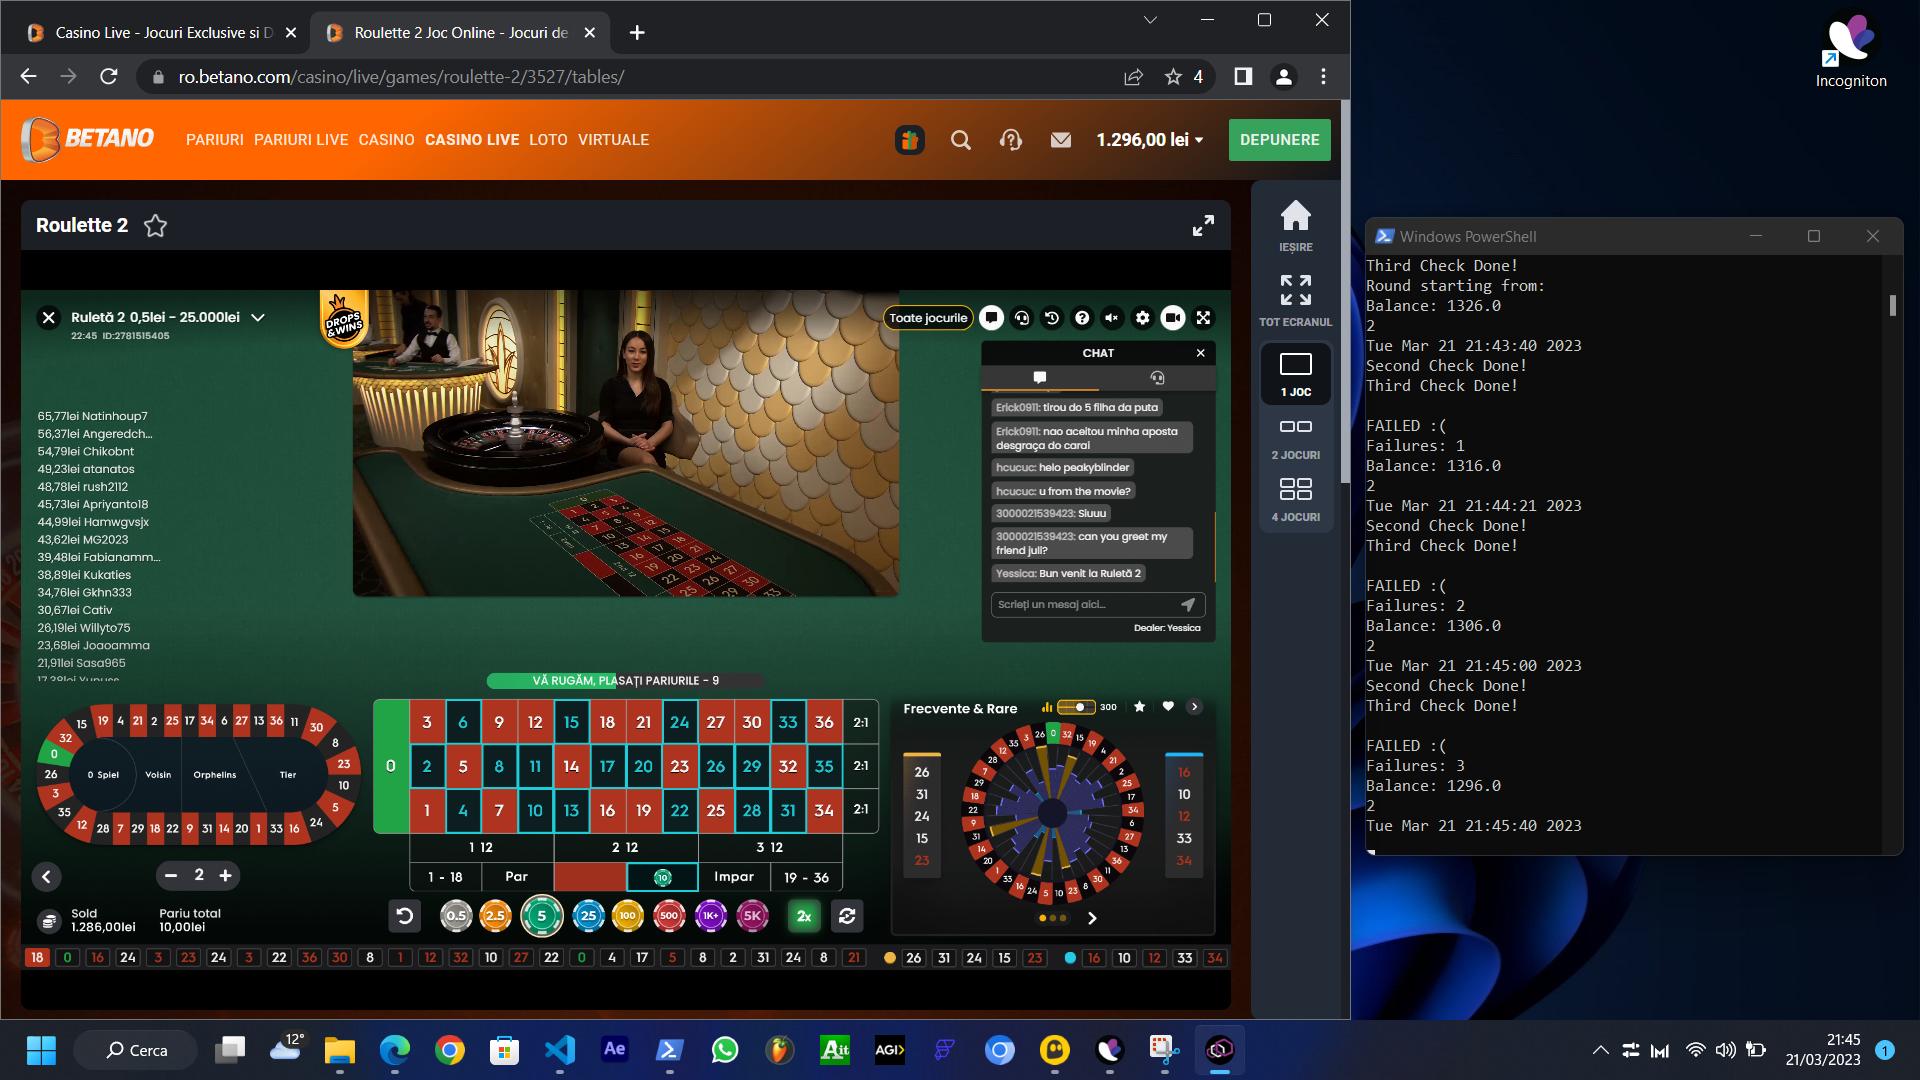 Casino Live - Jocuri Exclusive si D
Roulette 2 Joc Online - Jocuri de
ro.betano.com/casino/live/games/roulette-2/3527/tables/
4
BETANO
PARIURI PARIURI LIVE CASINO CASINO LIVE LOTO VIRTUALE
1.296,00 lei
DEPUNERE
Roulette 2
IEȘIRE
TOT ECRANUL
1 JOC
2 JOCURI
4 JOCURI
Ruletă 2 0,5lei - 25.000lei
22:45 ID:2781515405
DROPS & WINS
Toate jocurile
65,77lei Natinhoup7
56,37lei Angeredch...
54,79lei Chikobnt
49,23lei atanatos
48,78lei rush2112
45,73lei Apriyanto18
44,99lei Hamwgvsjx
43,62lei MG2023
39,48lei Fabianamm...
38,89lei Kukaties
34,76lei Gkhn333
30,67lei Cativ
26,19lei Willyto75
23,68lei Joaoamma
21,91lei Sasa965
CHAT
Erick0911: tirou do 5 filha da puta
Erick0911: nao aceitou minha aposta
desgraça do carai
hcucuc: helo peakyblinder
hcucuc: u from the movie?
3000021539423: Siuuu
3000021539423: can you greet my
friend juli?
Yessica: Bun venit la Ruletă 2
Scrieți un mesaj aici...
Dealer: Yessica
VĂ RUGĂM, PLASAȚI PARIURILE - 9
15 19 4 21 2 25 17 34 6 27 13 36 11 30
32 8
0 23
26 10
3 5
35 24
12 28 7 29 18 22 9 31 14 20 1 33 16
0 Spiel Voisin Orphelins Tier
- 2 +
Sold
1.286,00lei
Pariu total
10,00lei
3 6 9 12 15 18 21 24 27 30 33 36 2:1
0 2 5 8 11 14 17 20 23 26 29 32 35 2:1
1 4 7 10 13 16 19 22 25 28 31 34 2:1
1 12 2 12 3 12
1 - 18 Par 10 Impar 19 - 36
0.5 2.5 5 25 100 500 1K+ 5K 2x
Frecvente & Rare
300
26 16
31 10
24 12
15 33
23 34
18 0 16 24 3 23 24 3 22 36 30 8 1 12 32 10 27 22 0 4 17 5 8 2 31 24 8 21
26 31 24 15 23 16 10 12 33 34
Incogniton
Windows PowerShell
Third Check Done!
Round starting from:
Balance: 1326.0
2
Tue Mar 21 21:43:40 2023
Second Check Done!
Third Check Done!
FAILED :(
Failures: 1
Balance: 1316.0
2
Tue Mar 21 21:44:21 2023
Second Check Done!
Third Check Done!
FAILED :(
Failures: 2
Balance: 1306.0
2
Tue Mar 21 21:45:00 2023
Second Check Done!
Third Check Done!
FAILED :(
Failures: 3
Balance: 1296.0
2
Tue Mar 21 21:45:40 2023
Cerca
12°
Ae
Ait
AGI>
21:45
21/03/2023
1